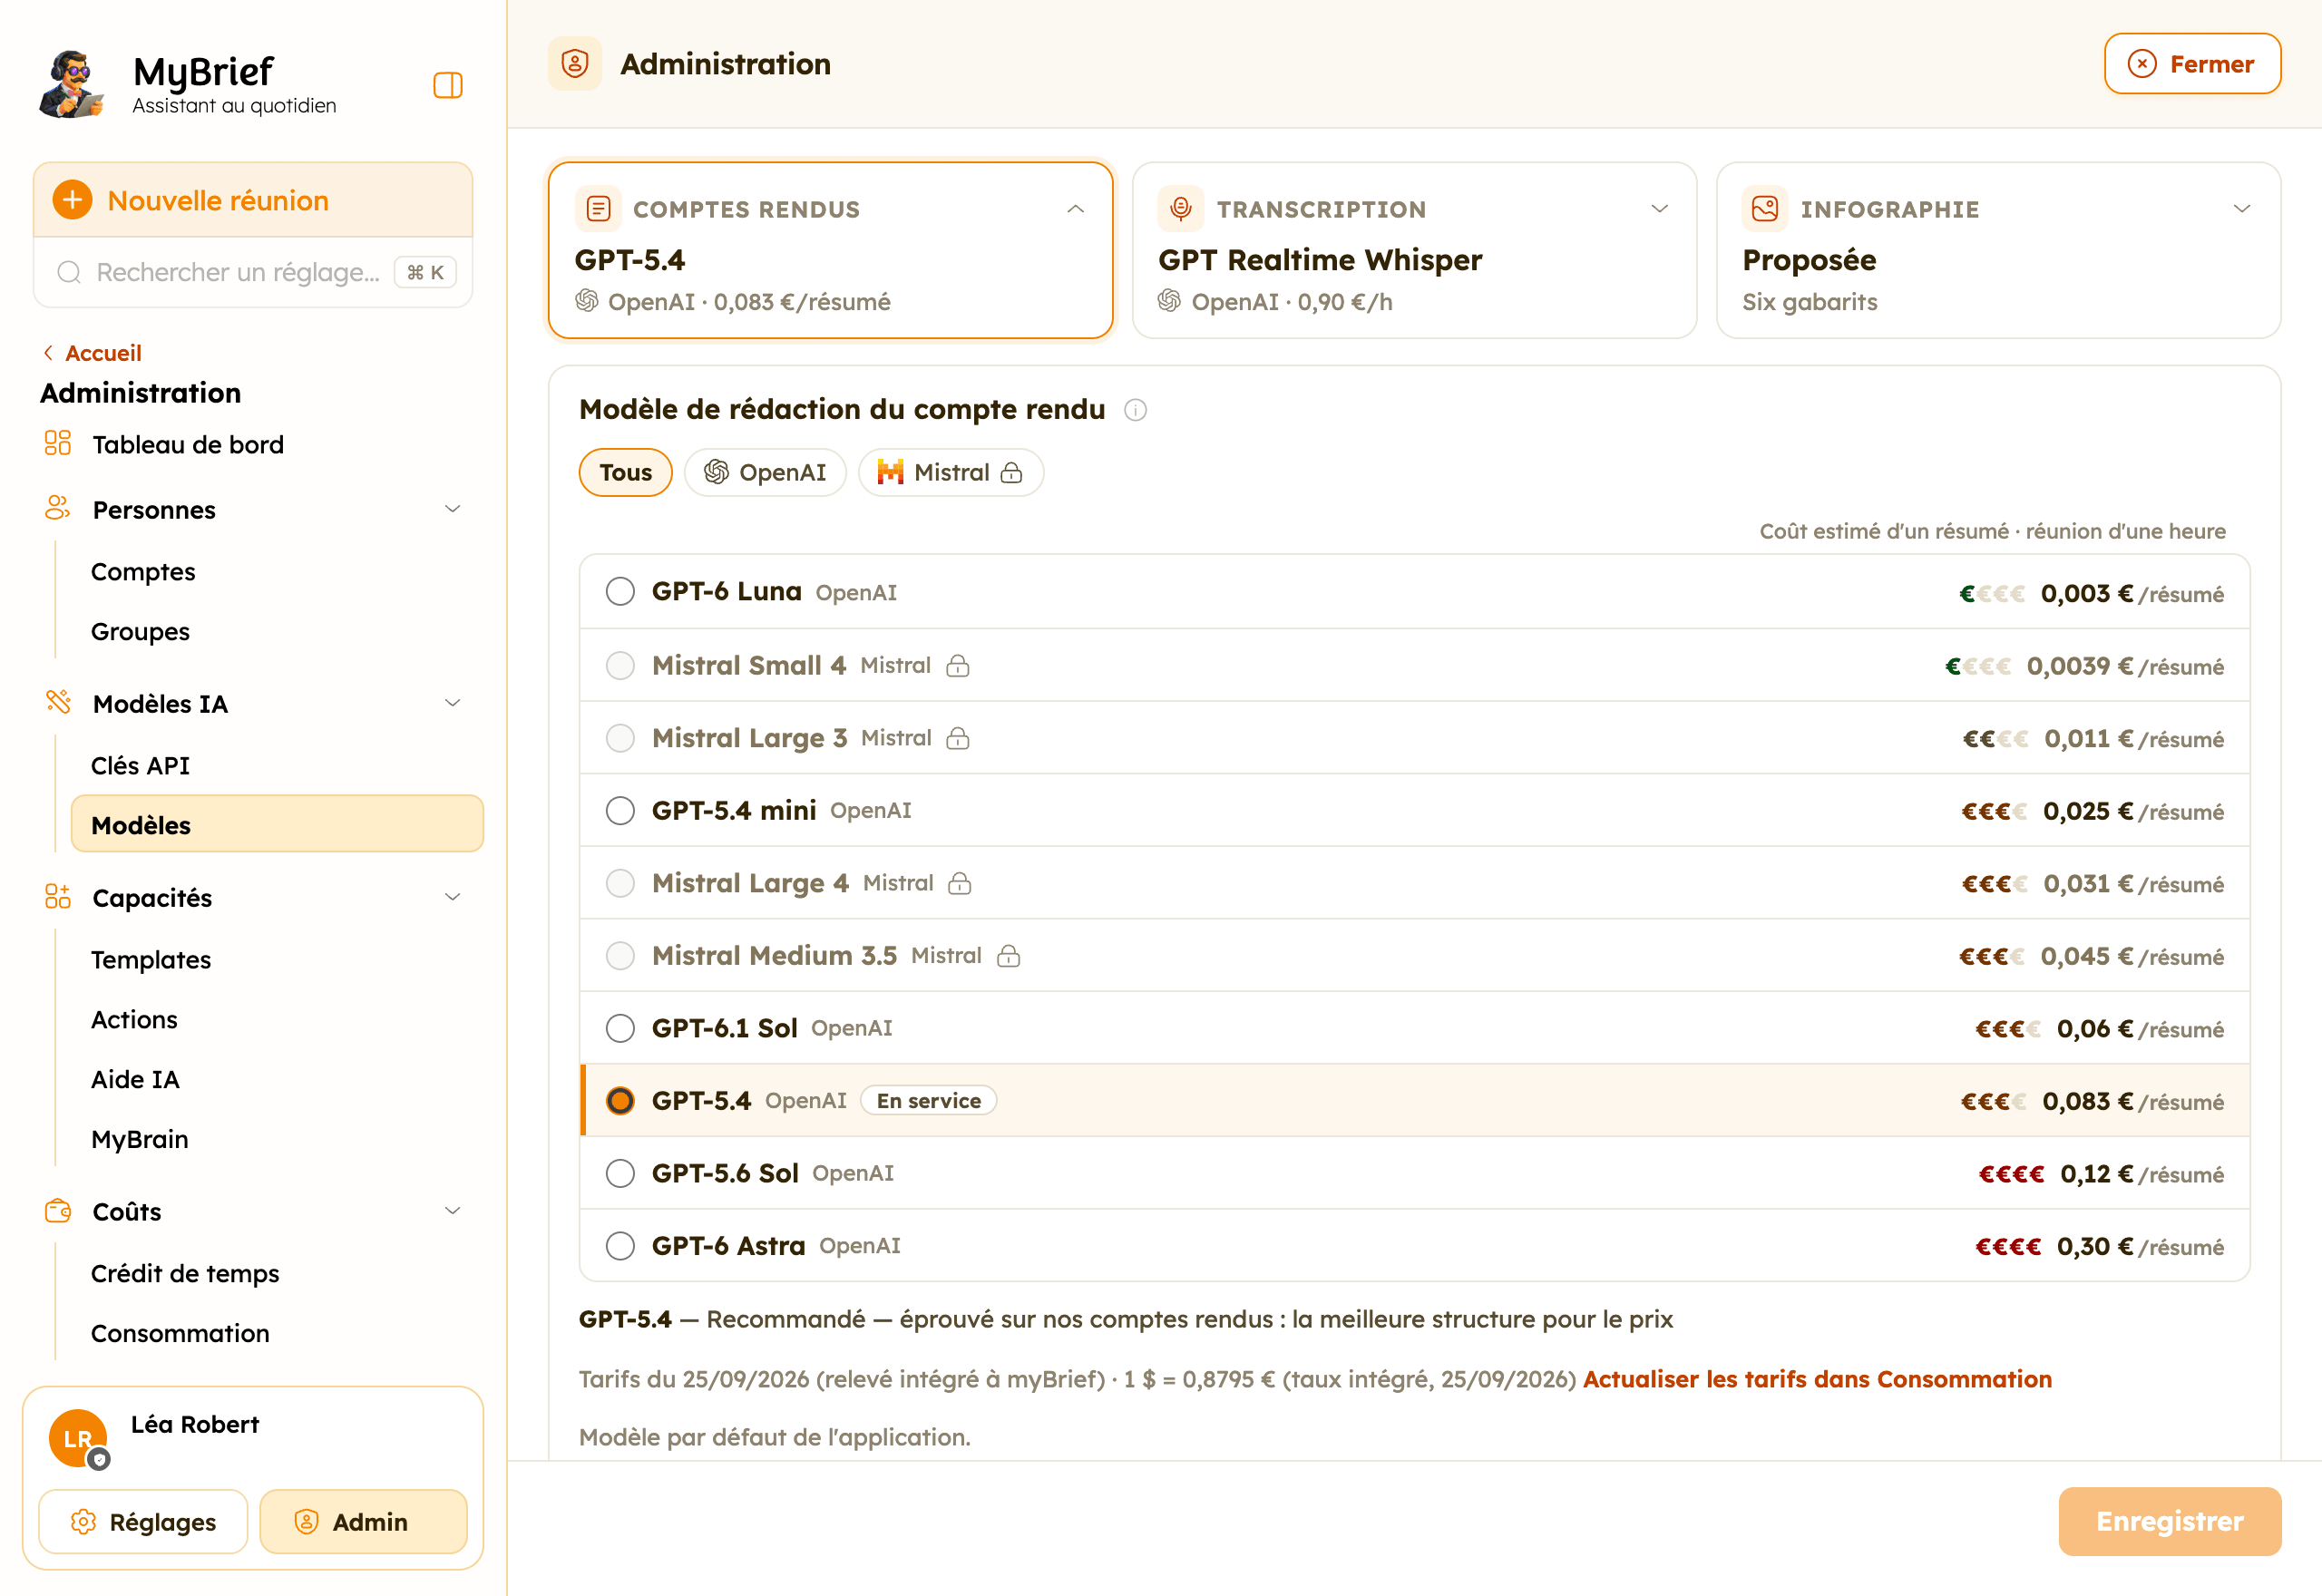 MyBrief
Assistant au quotidien
Nouvelle réunion
Rechercher un réglage... ⌘ K
Accueil
Administration
Tableau de bord
Personnes
Comptes
Groupes
Modèles IA
Clés API
Modèles
Capacités
Templates
Actions
Aide IA
MyBrain
Coûts
Crédit de temps
Consommation
LR
Léa Robert
Réglages
Admin
Administration
Fermer
COMPTES RENDUS
GPT-5.4
OpenAI · 0,083 €/résumé
TRANSCRIPTION
GPT Realtime Whisper
OpenAI · 0,90 €/h
INFOGRAPHIE
Proposée
Six gabarits
Modèle de rédaction du compte rendu
Tous OpenAI Mistral
Coût estimé d'un résumé · réunion d'une heure
GPT-6 Luna OpenAI €€€€ 0,003 €/résumé
Mistral Small 4 Mistral €€€€ 0,0039 €/résumé
Mistral Large 3 Mistral €€€€ 0,011 €/résumé
GPT-5.4 mini OpenAI €€€€ 0,025 €/résumé
Mistral Large 4 Mistral €€€€ 0,031 €/résumé
Mistral Medium 3.5 Mistral €€€€ 0,045 €/résumé
GPT-6.1 Sol OpenAI €€€€ 0,06 €/résumé
GPT-5.4 OpenAI En service €€€€ 0,083 €/résumé
GPT-5.6 Sol OpenAI €€€€ 0,12 €/résumé
GPT-6 Astra OpenAI €€€€ 0,30 €/résumé
GPT-5.4 — Recommandé — éprouvé sur nos comptes rendus : la meilleure structure pour le prix
Tarifs du 25/09/2026 (relevé intégré à myBrief) · 1 $ = 0,8795 € (taux intégré, 25/09/2026) Actualiser les tarifs dans Consommation
Modèle par défaut de l'application.
Enregistrer